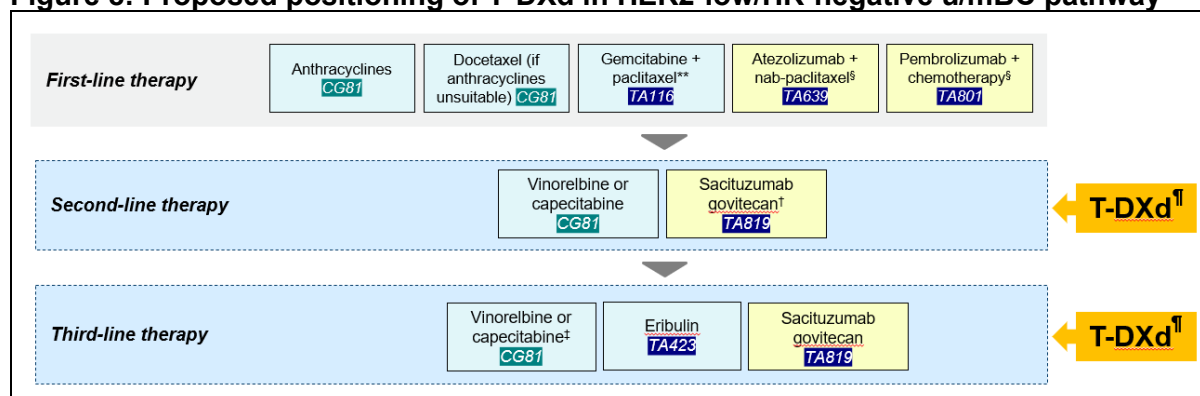 Figure 8. Proposed positioning of T-DXd in HER2-low/HR-negative u/mBC pathway
First-line therapy
Anthracyclines
CG81
Docetaxel (if
anthracyclines
unsuitable) CG81
Gemcitabine +
paclitaxel**
TA116
Atezolizumab +
nab-paclitaxel§
TA639
Pembrolizumab +
chemotherapy§
TA801
Second-line therapy
Vinorelbine or
capecitabine
CG81
Sacituzumab
govitecan†
TA819
T-DXd¶
Third-line therapy
Vinorelbine or
capecitabine‡
CG81
Eribulin
TA423
Sacituzumab
govitecan
TA819
T-DXd¶